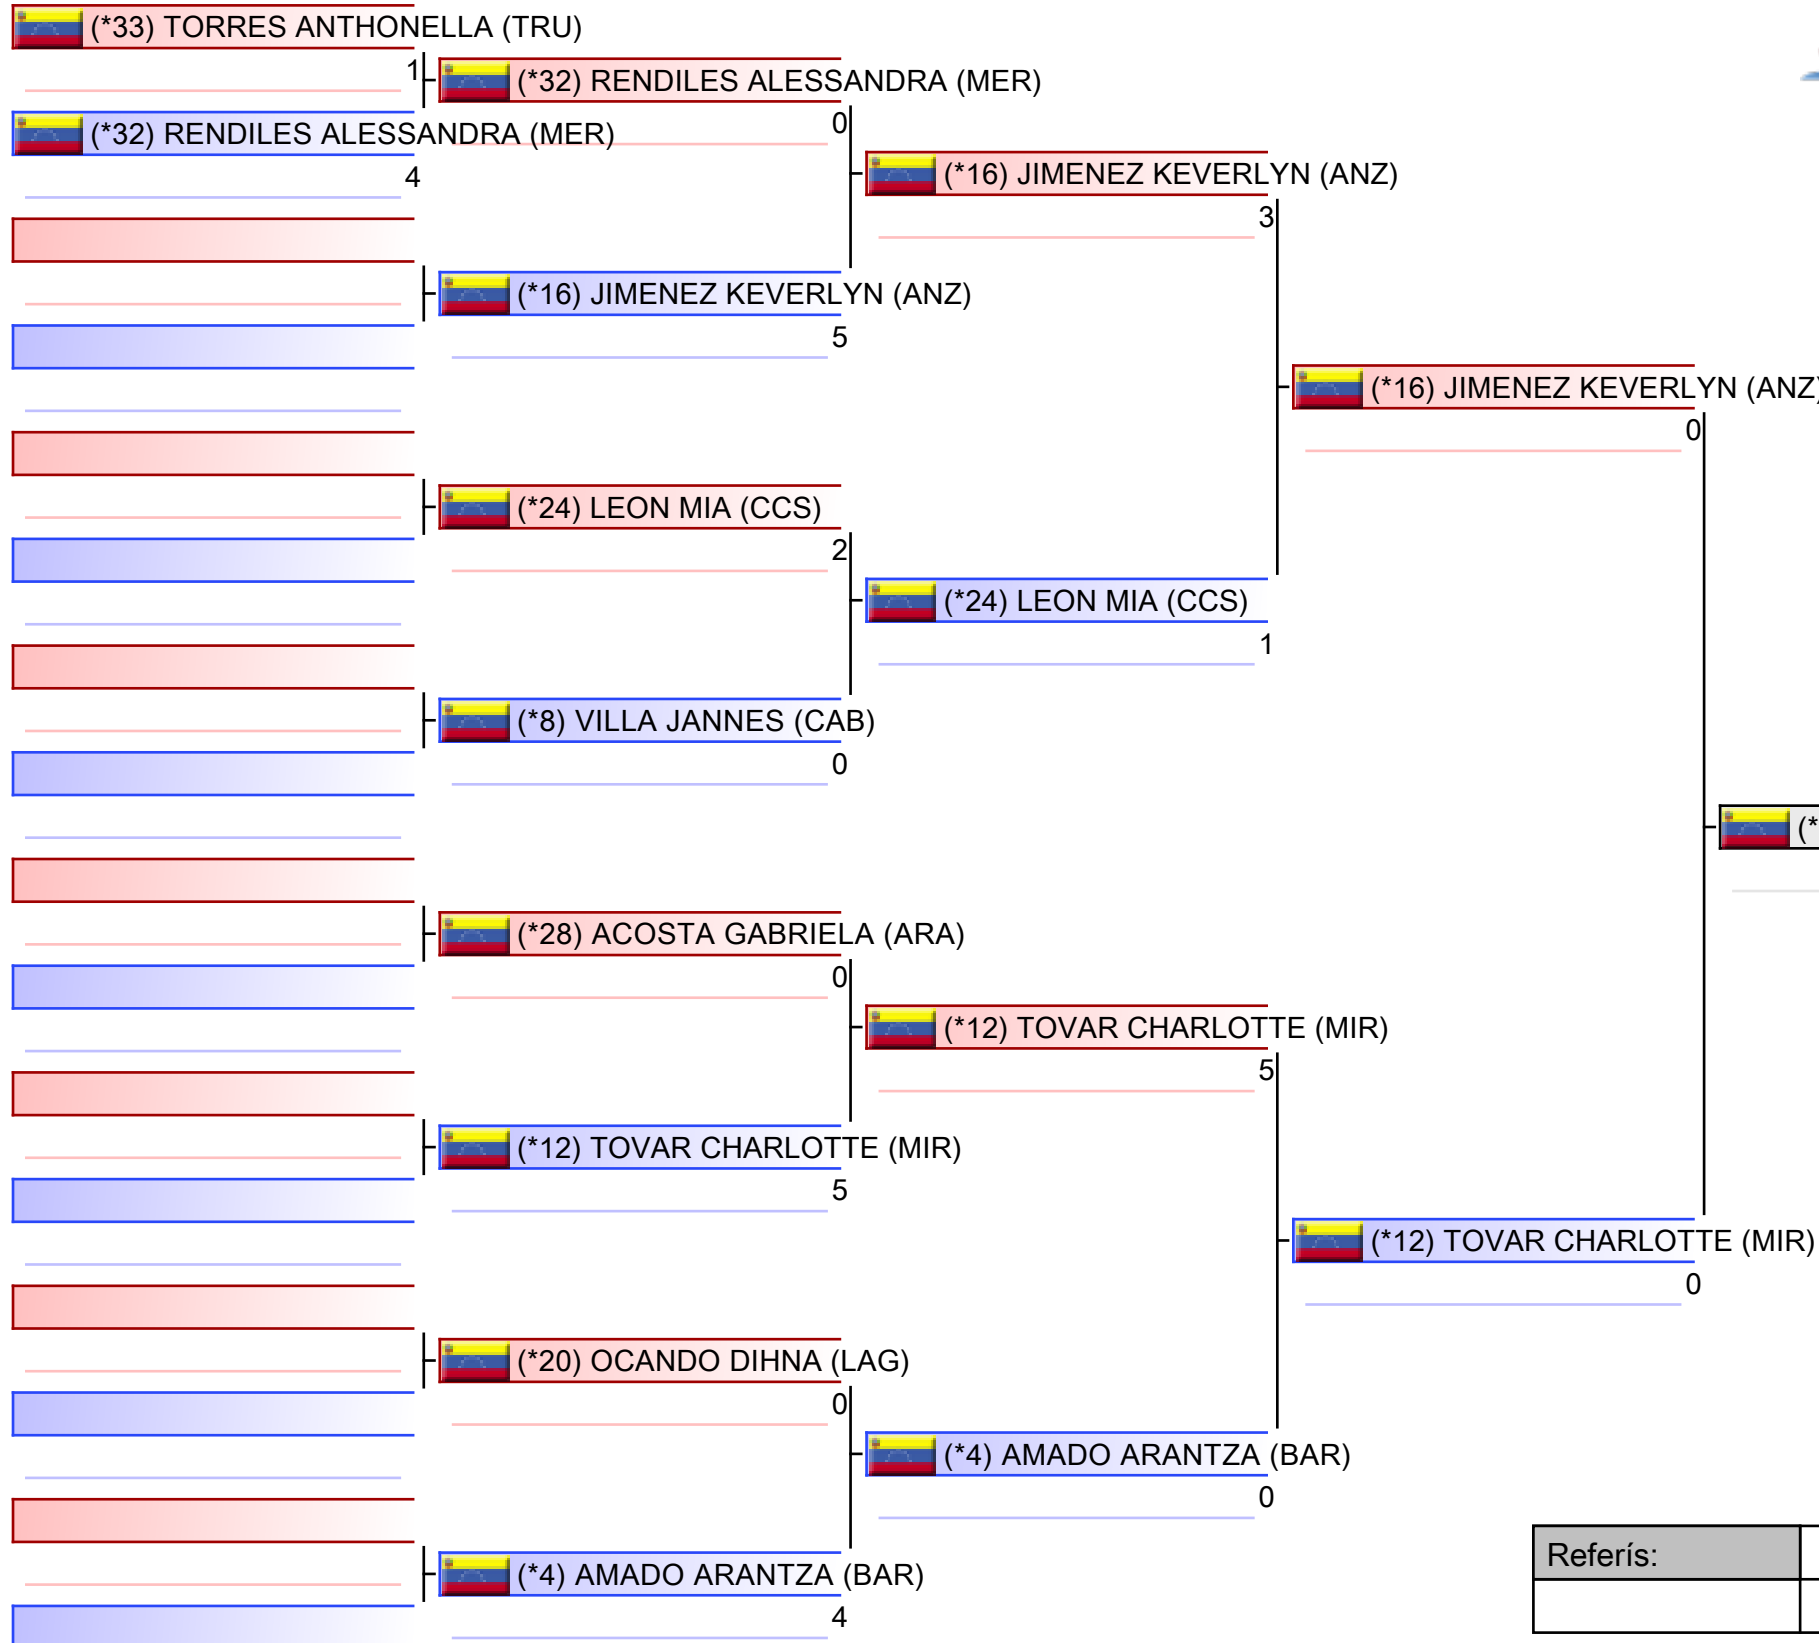 (*33) TORRES ANTHONELLA (TRU)
1
(*32) RENDILES ALESSANDRA (MER)
0
(*32) RENDILES ALESSANDRA (MER)
4
(*16) JIMENEZ KEVERLYN (ANZ)
3
(*16) JIMENEZ KEVERLYN (ANZ)
5
(*16) JIMENEZ KEVERLYN (ANZ)
0
(*24) LEON MIA (CCS)
2
(*24) LEON MIA (CCS)
1
(*8) VILLA JANNES (CAB)
0
(*
(*28) ACOSTA GABRIELA (ARA)
0
(*12) TOVAR CHARLOTTE (MIR)
5
(*12) TOVAR CHARLOTTE (MIR)
5
(*12) TOVAR CHARLOTTE (MIR)
0
(*20) OCANDO DIHNA (LAG)
0
(*4) AMADO ARANTZA (BAR)
0
(*4) AMADO ARANTZA (BAR)
4
Referís: